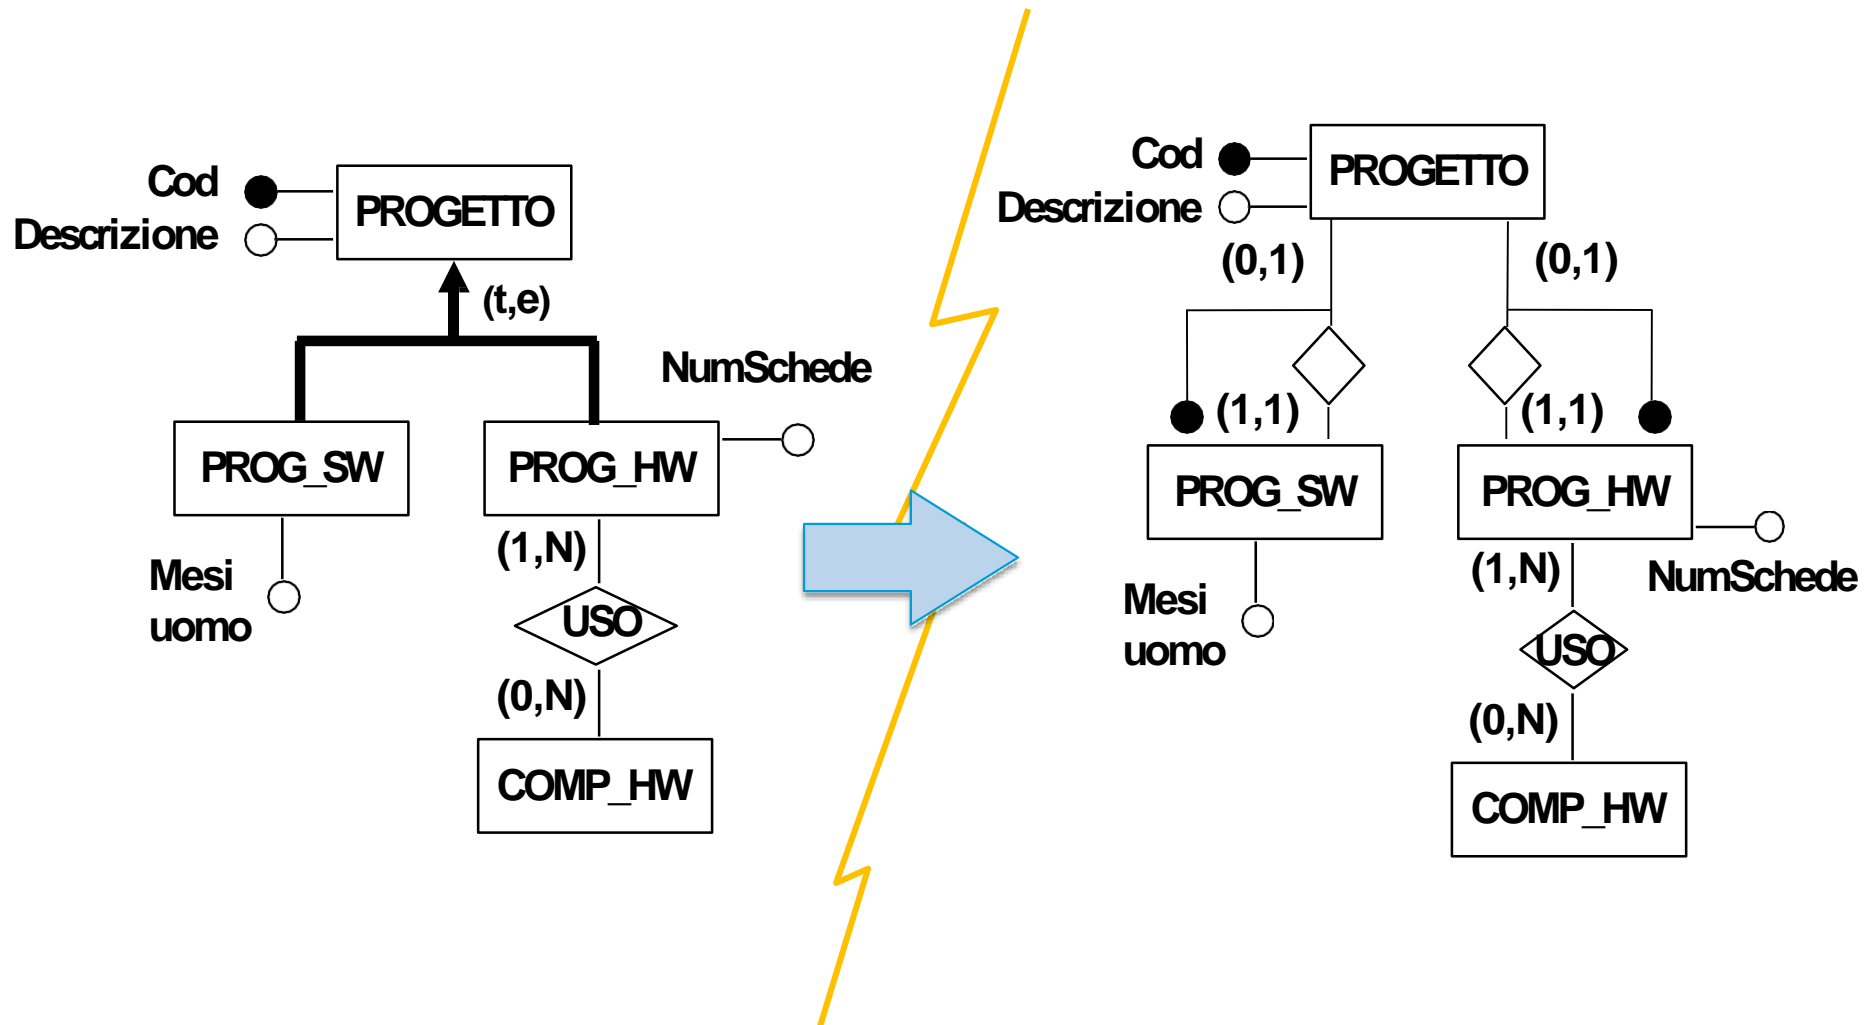 Cod
PROGETTO
Descrizione
(t,e)
NumSchede
PROG_SW
PROG_HW
(1,N)
Mesi
uomo
USO
(0,N)
COMP_HW
Cod
PROGETTO
Descrizione
(0,1)
(0,1)
(1,1)
(1,1)
PROG_SW
PROG_HW
(1,N)
NumSchede
Mesi
uomo
USO
(0,N)
COMP_HW